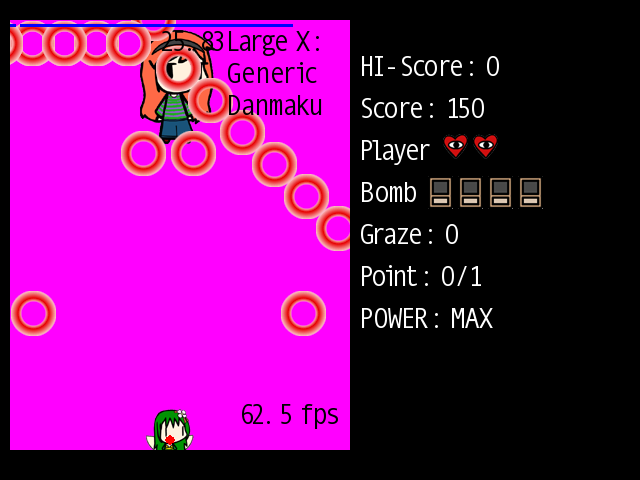 25.83 Large X:
Generic
Danmaku
62.5 fps
HI-Score: 0
Score: 150
Player
Bomb
Graze: 0
Point: 0/1
POWER: MAX